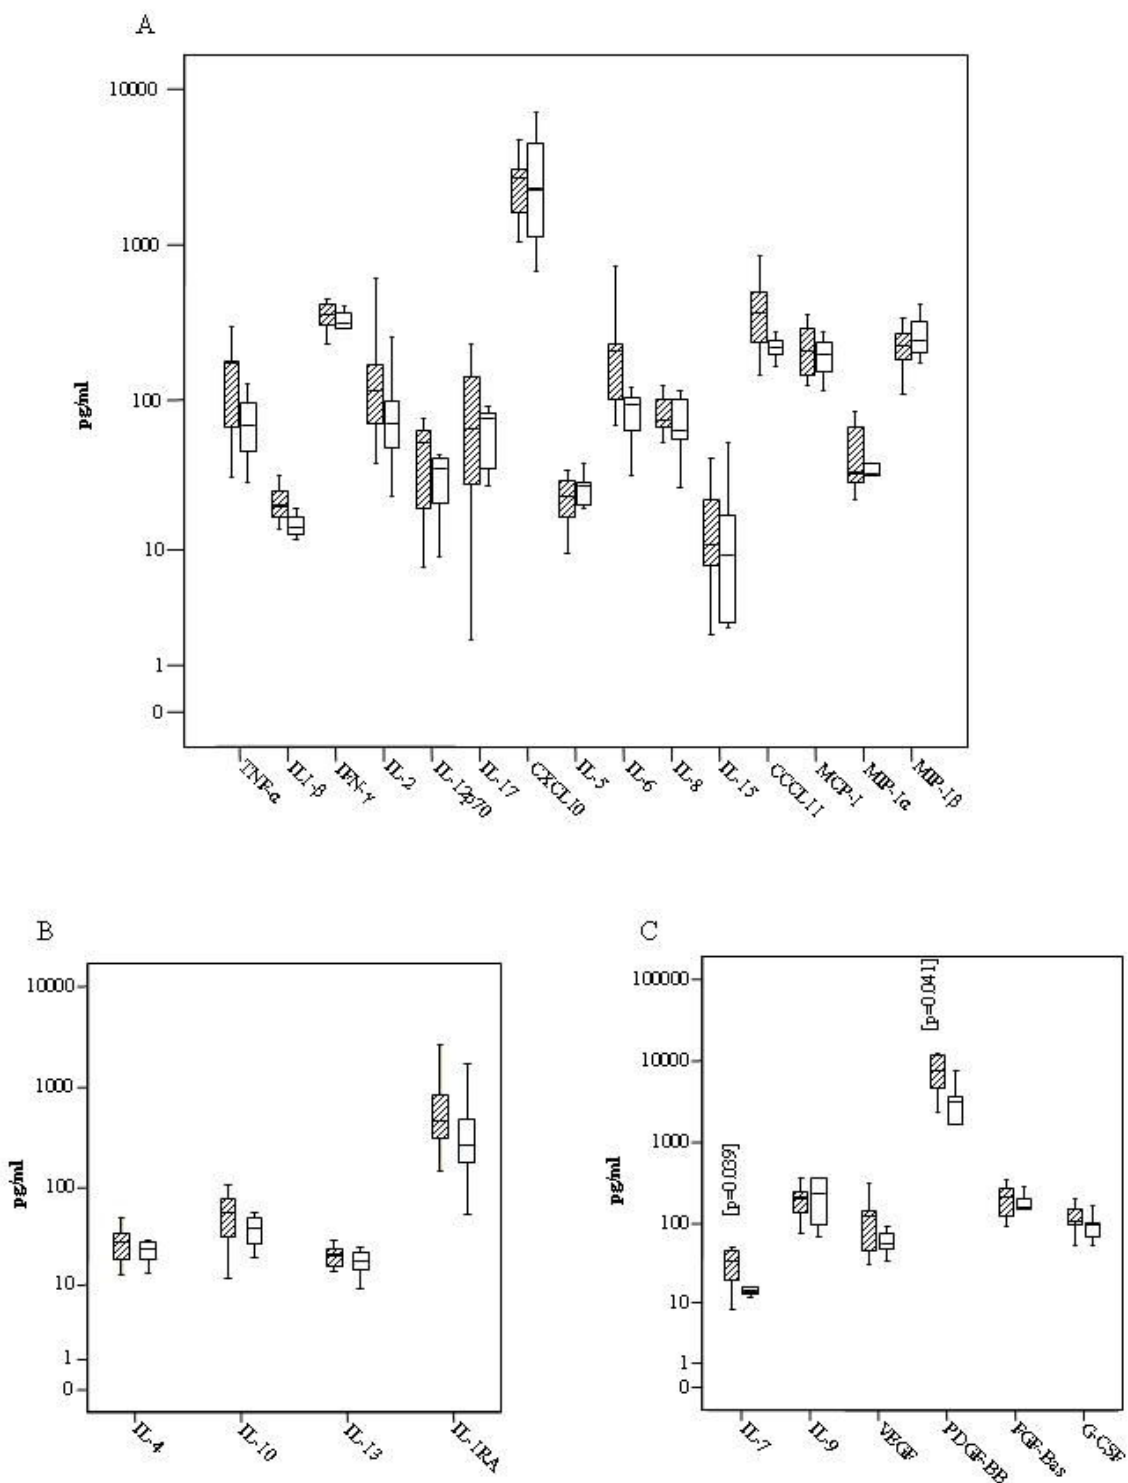 A
10000
1000
100
10
1
0
pg/ml
TNF-α
IL1-β
IFN-γ
IL-2
IL-12p70
IL-17
CXCL10
IL-5
IL-6
IL-8
IL-15
CCCL11
MCP-1
MIP-1α
MIP-1β
B
10000
1000
100
10
1
0
pg/ml
IL-4
IL-10
IL-13
IL-1RA
C
100000
10000
1000
100
10
1
0
pg/ml
[p=0.039]
[p=0.041]
IL-7
IL-9
VEGF
PDGF-BB
FGF-Bas
G-CSF